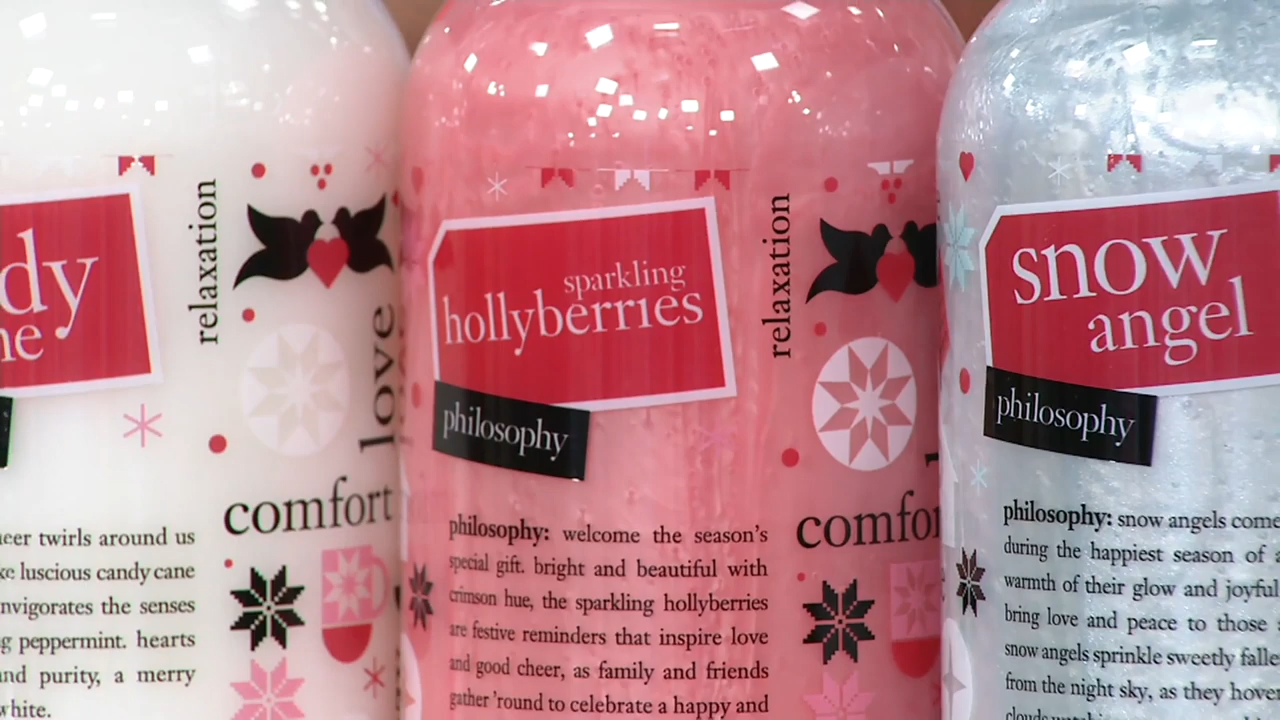 dy
ne
relaxation
love
comfort
eer twirls around us
luscious candy cane
nvigorates the senses
peppermint. hearts
and purity, a merry
white.
sparkling
hollyberries
philosophy
philosophy: welcome the season's
special gift. bright and beautiful with
crimson hue, the sparkling hollyberries
are festive reminders that inspire love
and good cheer, as family and friends
gather 'round to celebrate a happy and
relaxation
comfor
snow
angel
philosophy
philosophy: snow angels come
during the happiest season of
warmth of their glow and joyful
bring love and peace to those
snow angels sprinkle sweetly falle
from the night sky, as they hover
clouds